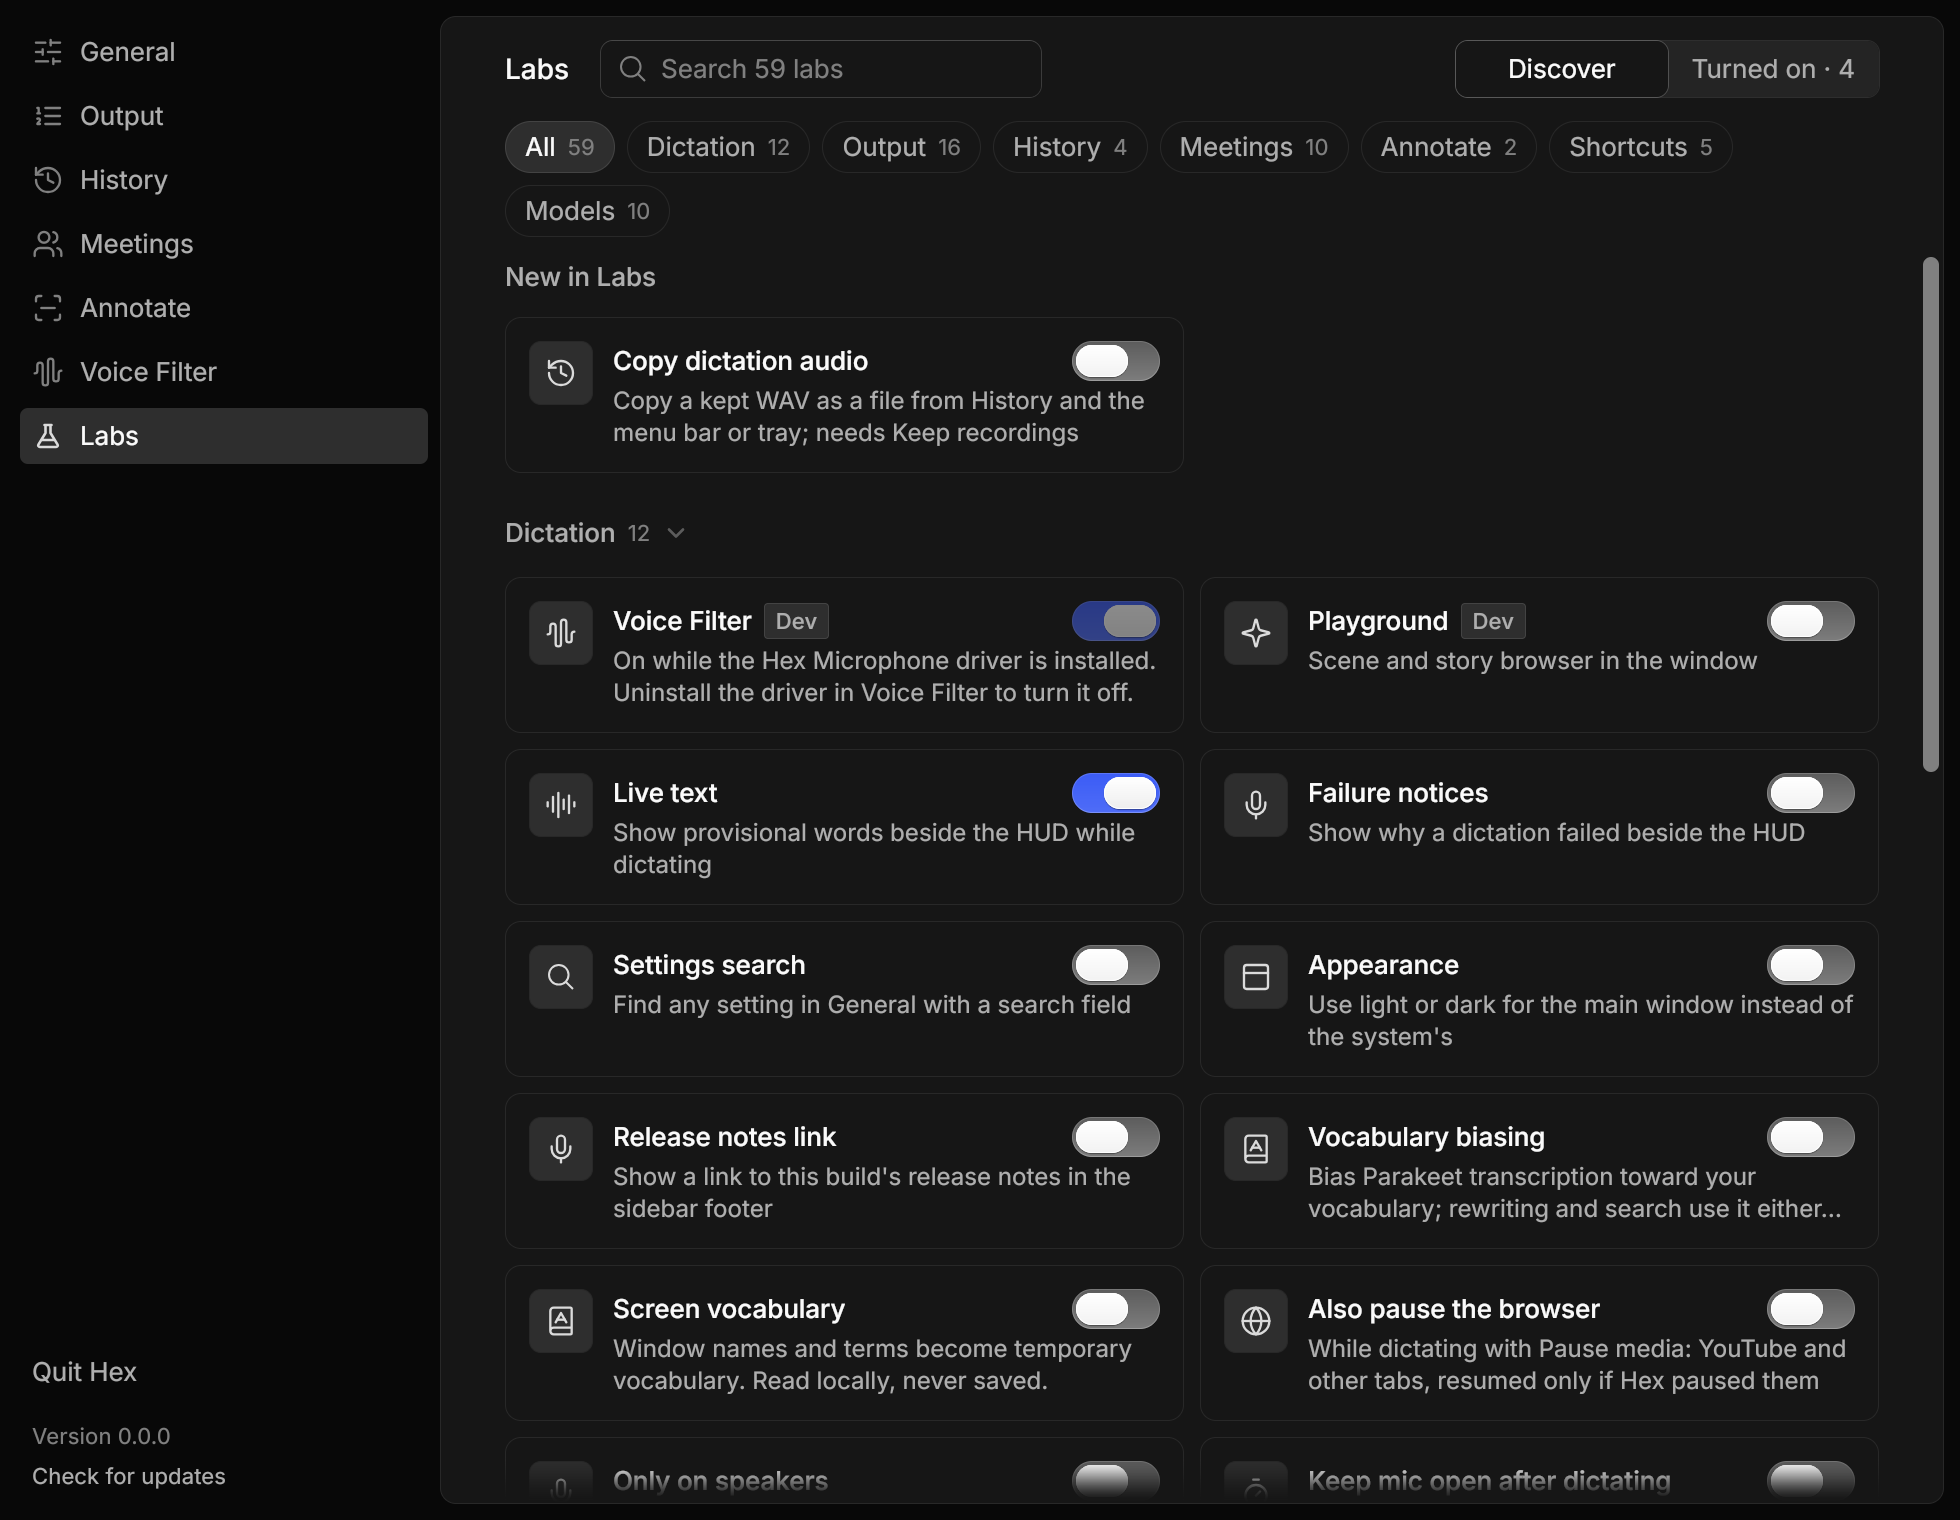 General
Output
History
Meetings
Annotate
Voice Filter
Labs
Quit Hex
Version 0.0.0
Check for updates
Labs
Search 59 labs
Discover
Turned on · 4
All 59
Dictation 12
Output 16
History 4
Meetings 10
Annotate 2
Shortcuts 5
Models 10
New in Labs
Copy dictation audio
Copy a kept WAV as a file from History and the
menu bar or tray; needs Keep recordings
Dictation 12
Voice Filter Dev
On while the Hex Microphone driver is installed.
Uninstall the driver in Voice Filter to turn it off.
Playground Dev
Scene and story browser in the window
Live text
Show provisional words beside the HUD while
dictating
Failure notices
Show why a dictation failed beside the HUD
Settings search
Find any setting in General with a search field
Appearance
Use light or dark for the main window instead of
the system's
Release notes link
Show a link to this build's release notes in the
sidebar footer
Vocabulary biasing
Bias Parakeet transcription toward your
vocabulary; rewriting and search use it either...
Screen vocabulary
Window names and terms become temporary
vocabulary. Read locally, never saved.
Also pause the browser
While dictating with Pause media: YouTube and
other tabs, resumed only if Hex paused them
Only on speakers
Keep mic open after dictating